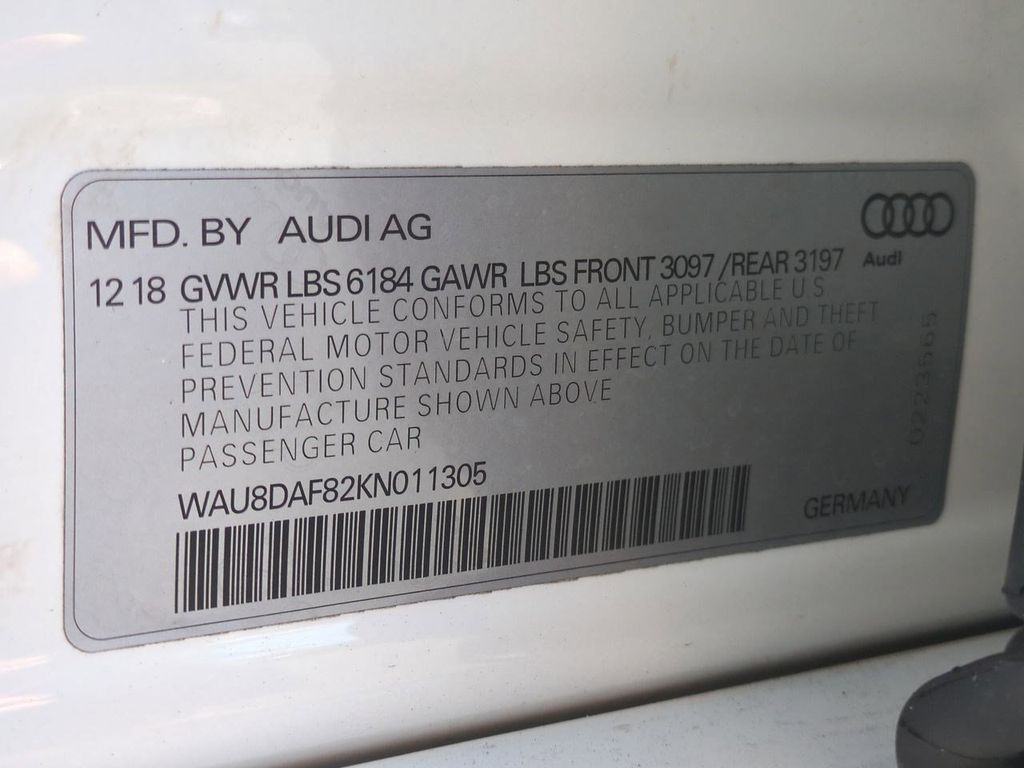 MFD. BY AUDI AG
Audi
12 18 GVWR LBS 6184 GAWR LBS FRONT 3097 /REAR 3197
THIS VEHICLE CONFORMS TO ALL APPLICABLE U.S
FEDERAL MOTOR VEHICLE SAFETY, BUMPER AND THEFT
PREVENTION STANDARDS IN EFFECT ON THE DATE OF
MANUFACTURE SHOWN ABOVE
PASSENGER CAR
WAU8DAF82KN011305
GERMANY
0223565